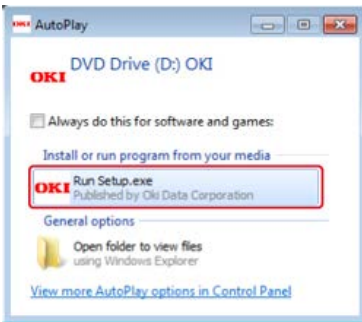 OKI AutoPlay
DVD Drive (D:) OKI
OKI
Always do this for software and games:
Install or run program from your media
OKI Run Setup.exe
Published by Oki Data Corporation
General options
Open folder to view files
using Windows Explorer
View more AutoPlay options in Control Panel